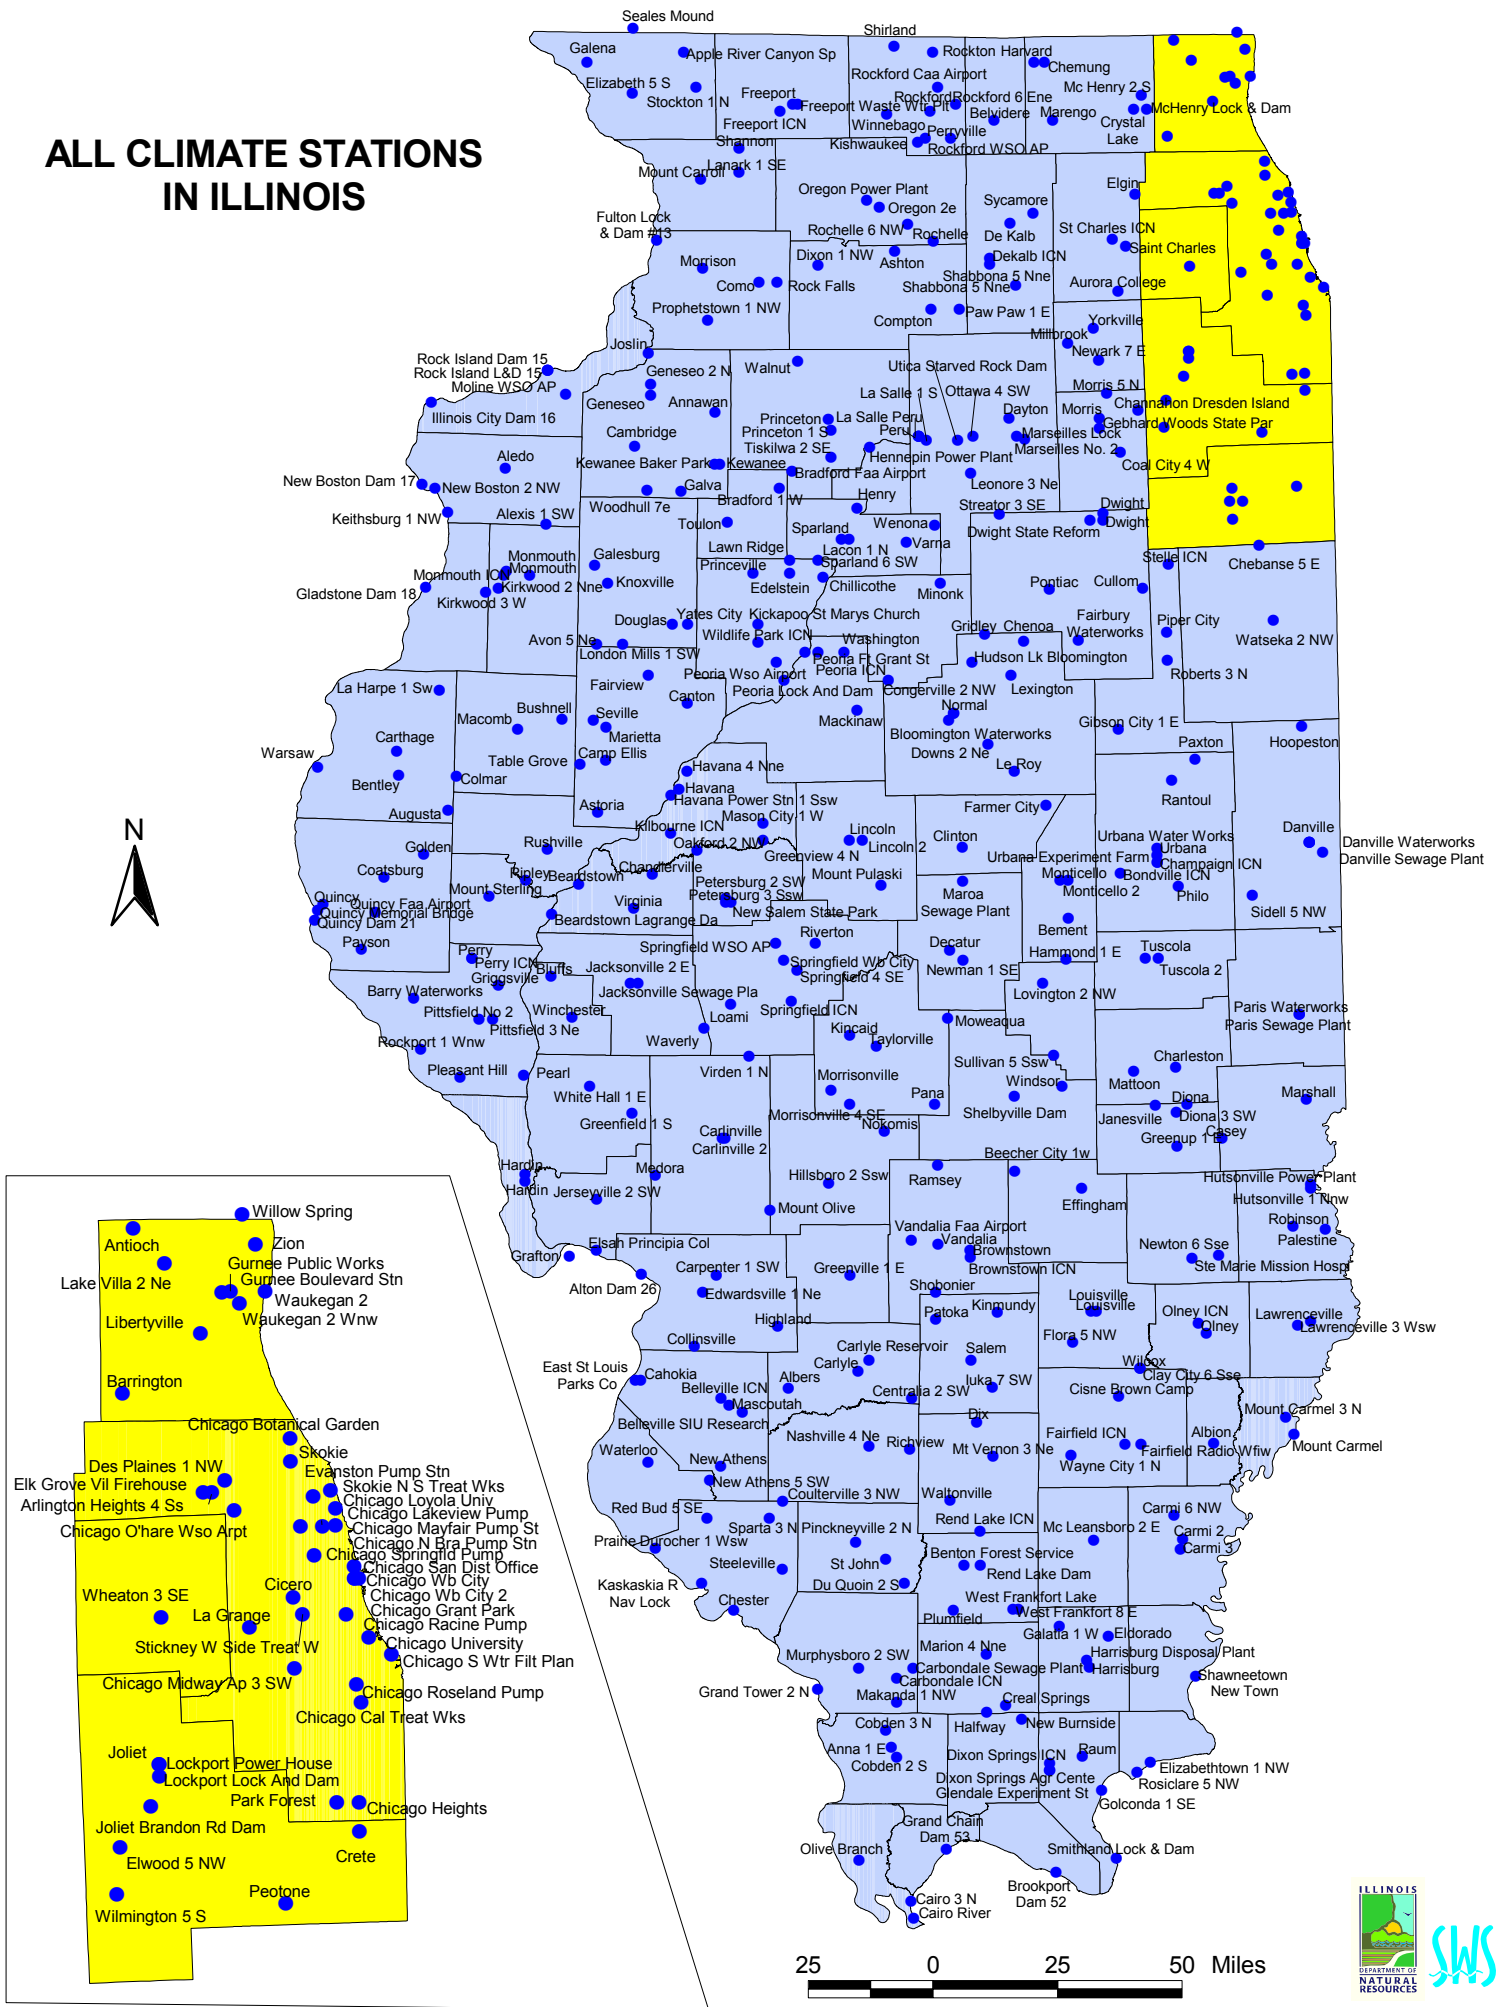 ALL CLIMATE STATIONS
IN ILLINOIS
Seales Mound
Shirland
Galena
Apple River Canyon Sp
Rockton
Harvard
Chemung
Rockford Caa Airport
Elizabeth 5 S
Stockton 1 N
Freeport
Rockford
Rockford 6 Ene
Mc Henry 2 S
Freeport Waste Wtr Plt
McHenry Lock & Dam
Freeport ICN
Winnebago
Belvidere
Marengo
Crystal
Lake
Perryville
Kishwaukee
Rockford WSO AP
Shannon
Lanark 1 SE
Mount Carroll
Elgin
Oregon Power Plant
Oregon 2e
Sycamore
Fulton Lock
& Dam #13
Rochelle 6 NW
Rochelle
De Kalb
St Charles ICN
Saint Charles
Dixon 1 NW
Ashton
Dekalb ICN
Morrison
Shabbona 5 Nne
Shabbona 5 Nne
Aurora College
Como
Rock Falls
Prophetstown 1 NW
Compton
Paw Paw 1 E
Yorkville
Millbrook
Newark 7 E
Joslin
Rock Island Dam 15
Rock Island L&D 15
Moline WSO AP
Geneseo 2 N
Walnut
Utica Starved Rock Dam
La Salle 1 S
Ottawa 4 SW
Morris 5 N
Illinois City Dam 16
Geneseo
Annawan
Princeton
La Salle Peru
Dayton
Morris
Channahon Dresden Island
Gebhard Woods State Par
Princeton 1 S
Peru
Marseilles Lock
Cambridge
Tiskilwa 2 SE
Hennepin Power Plant
Marseilles No. 2
Coal City 4 W
Aledo
Kewanee Baker Park
Kewanee
Bradford Faa Airport
New Boston Dam 17
New Boston 2 NW
Galva
Bradford 1 W
Leonore 3 Ne
Keithsburg 1 NW
Alexis 1 SW
Woodhull 7e
Henry
Streator 3 SE
Dwight
Toulon
Sparland
Wenona
Dwight
Dwight State Reform
Lawn Ridge
Lacon 1 N
Varna
Monmouth
Galesburg
Sparland 6 SW
Stelle ICN
Chebanse 5 E
Monmouth ICN
Monmouth
Princeville
Gladstone Dam 18
Kirkwood 2 Nne
Knoxville
Edelstein
Chillicothe
Minonk
Pontiac
Cullom
Kirkwood 3 W
Douglas
Yates City
Kickapoo
St Marys Church
Gridley
Chenoa
Fairbury
Waterworks
Piper City
Watseka 2 NW
Avon 5 Ne
Wildlife Park ICN
Washington
London Mills 1 SW
Peoria Ft Grant St
Hudson Lk Bloomington
Peoria Wso Airport
Peoria ICN
Roberts 3 N
La Harpe 1 Sw
Fairview
Peoria Lock And Dam
Congerville 2 NW
Lexington
Canton
Macomb
Bushnell
Seville
Mackinaw
Normal
Gibson City 1 E
Marietta
Bloomington Waterworks
Carthage
Paxton
Hoopeston
Warsaw
Table Grove
Camp Ellis
Downs 2 Ne
Bentley
Colmar
Havana 4 Nne
Le Roy
Havana
Rantoul
Augusta
Astoria
Havana Power Stn 1 Ssw
Farmer City
Mason City 1 W
Kilbourne ICN
Lincoln
Urbana Water Works
Danville
Golden
Rushville
Oakford 2 NW
Lincoln 2
Clinton
Urbana
Danville Waterworks
Greenview 4 N
Urbana Experiment Farm
Danville Sewage Plant
Champaign ICN
Coatsburg
Ripley
Beardstown
Chandlerville
Monticello
Bondville ICN
Mount Sterling
Petersburg 2 SW
Mount Pulaski
Monticello 2
Philo
Quincy
Quincy Faa Airport
Petersburg 3 Ssw
Maroa
Sewage Plant
Quincy Memorial Bridge
Virginia
New Salem State Park
Sidell 5 NW
Quincy Dam 21
Beardstown Lagrange Da
Bement
Payson
Riverton
Springfield WSO AP
Decatur
Hammond 1 E
Tuscola
Perry
Perry ICN
Springfield Wb City
Newman 1 SE
Tuscola 2
Bluffs
Jacksonville 2 E
Springfield 4 SE
Griggsville
Barry Waterworks
Jacksonville Sewage Pla
Lovington 2 NW
Pittsfield No 2
Winchester
Loami
Springfield ICN
Paris Waterworks
Pittsfield 3 Ne
Moweaqua
Paris Sewage Plant
Rockport 1 Wnw
Waverly
Kincaid
Taylorville
Sullivan 5 Ssw
Charleston
Pleasant Hill
Pearl
Virden 1 N
Windsor
Mattoon
White Hall 1 E
Morrisonville
Pana
Diona
Marshall
Morrisonville 4 SE
Shelbyville Dam
Janesville
Diona 3 SW
Greenfield 1 S
Carlinville
Nokomis
Greenup 1 E
Casey
Carlinville 2
Beecher City 1w
Hardin
Medora
Hillsboro 2 Ssw
Ramsey
Hutsonville Power Plant
Hardin
Jerseyville 2 SW
Effingham
Hutsonville 1 Nnw
Mount Olive
Robinson
Vandalia Faa Airport
Palestine
Elsah Principia Col
Vandalia
Newton 6 Sse
Grafton
Brownstown
Ste Marie Mission Hospi
Alton Dam 26
Carpenter 1 SW
Greenville 1 E
Brownstown ICN
Edwardsville 1 Ne
Shobonier
Louisville
Louisville
Highland
Patoka
Kinmundy
Olney ICN
Lawrenceville
Olney
Lawrenceville 3 Wsw
Collinsville
Flora 5 NW
Carlyle Reservoir
Salem
Wilcox
East St Louis
Parks Co
Cahokia
Carlyle
Clay City 6 Sse
Belleville ICN
Albers
Iuka 7 SW
Cisne Brown Camp
Mascoutah
Centralia 2 SW
Mount Carmel 3 N
Belleville SIU Research
Dix
Waterloo
Nashville 4 Ne
Richview
Fairfield ICN
Albion
Mount Carmel
New Athens
Mt Vernon 3 Ne
Fairfield Radio Wfiw
Wayne City 1 N
New Athens 5 SW
Coulterville 3 NW
Waltonville
Red Bud 5 SE
Carmi 6 NW
Sparta 3 N
Pinckneyville 2 N
Rend Lake ICN
Mc Leansboro 2 E
Carmi 2
Prairie Durocher 1 Wsw
Carmi 3
Steeleville
St John
Benton Forest Service
Rend Lake Dam
Kaskaskia R
Nav Lock
Du Quoin 2 S
Chester
West Frankfort Lake
Plumfield
West Frankfort 8 E
Galatia 1 W
Eldorado
Murphysboro 2 SW
Marion 4 Nne
Harrisburg Disposal Plant
Carbondale Sewage Plant
Harrisburg
Carbondale ICN
Shawneetown
New Town
Grand Tower 2 N
Makanda 1 NW
Creal Springs
Cobden 3 N
Halfway
New Burnside
Anna 1 E
Cobden 2 S
Dixon Springs ICN
Raum
Elizabethtown 1 NW
Dixon Springs Agr Cente
Rosiclare 5 NW
Glendale Experiment St
Golconda 1 SE
Olive Branch
Grand Chain
Dam 53
Smithland Lock & Dam
Brookport
Dam 52
Cairo 3 N
Cairo River
N
Willow Spring
Antioch
Zion
Gurnee Public Works
Lake Villa 2 Ne
Gurnee Boulevard Stn
Waukegan 2
Libertyville
Waukegan 2 Wnw
Barrington
Chicago Botanical Garden
Skokie
Des Plaines 1 NW
Evanston Pump Stn
Elk Grove Vil Firehouse
Skokie N S Treat Wks
Arlington Heights 4 Ss
Chicago Loyola Univ
Chicago Lakeview Pump
Chicago O'hare Wso Arpt
Chicago Mayfair Pump St
Chicago N Bra Pump Stn
Chicago Springfld Pump
Chicago San Dist Office
Cicero
Chicago Wb City
Wheaton 3 SE
Chicago Wb City 2
La Grange
Chicago Grant Park
Chicago Racine Pump
Stickney W Side Treat W
Chicago University
Chicago S Wtr Filt Plan
Chicago Midway Ap 3 SW
Chicago Roseland Pump
Chicago Cal Treat Wks
Joliet
Lockport Power House
Lockport Lock And Dam
Park Forest
Chicago Heights
Joliet Brandon Rd Dam
Elwood 5 NW
Crete
Peotone
Wilmington 5 S
25 0 25 50 Miles
ILLINOIS
DEPARTMENT OF
NATURAL
RESOURCES
SWS